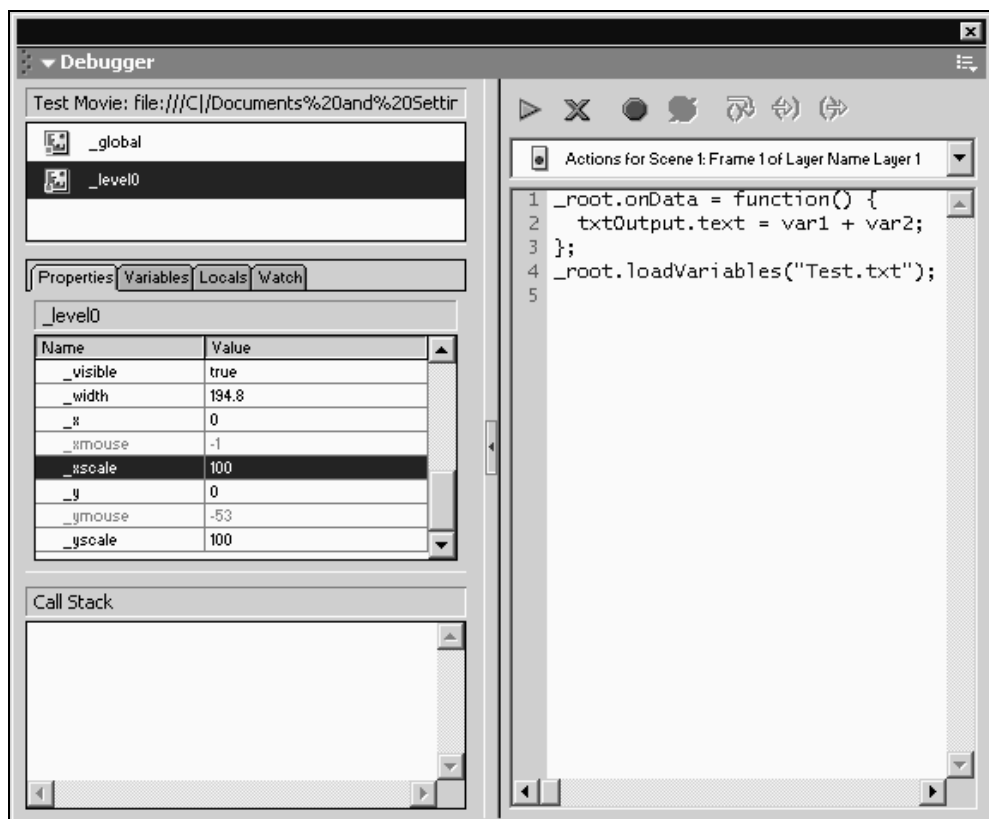 Debugger
Test Movie: file:///C|/Documents%20and%20Settir
_global
_level0
Properties Variables Locals Watch
_level0
Name Value
_visible true
_width 194.8
_x 0
_xmouse -1
_xscale 100
_y 0
_ymouse -53
_yscale 100
Call Stack
Actions for Scene 1: Frame 1 of Layer Name Layer 1
1 _root.onData = function() {
2 txtOutput.text = var1 + var2;
3 };
4 _root.loadVariables("Test.txt");
5